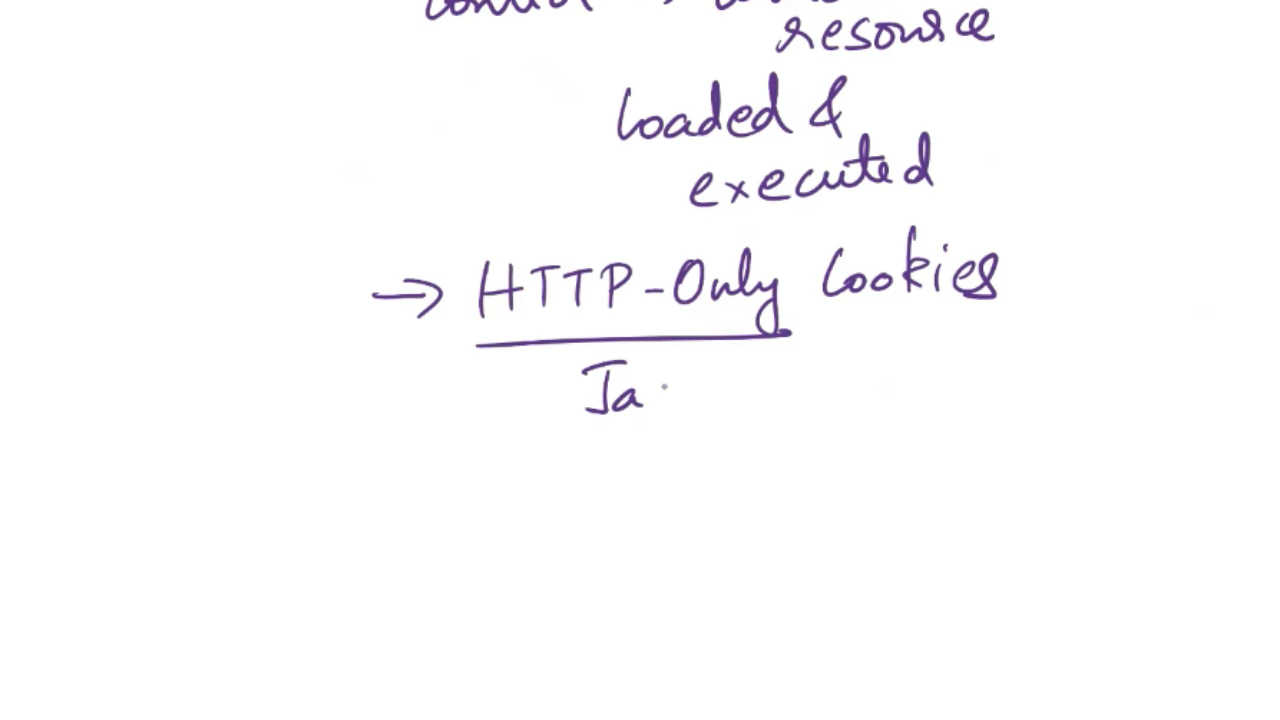 resource
loaded &
executed
→ HTTP-Only Cookies
Ja